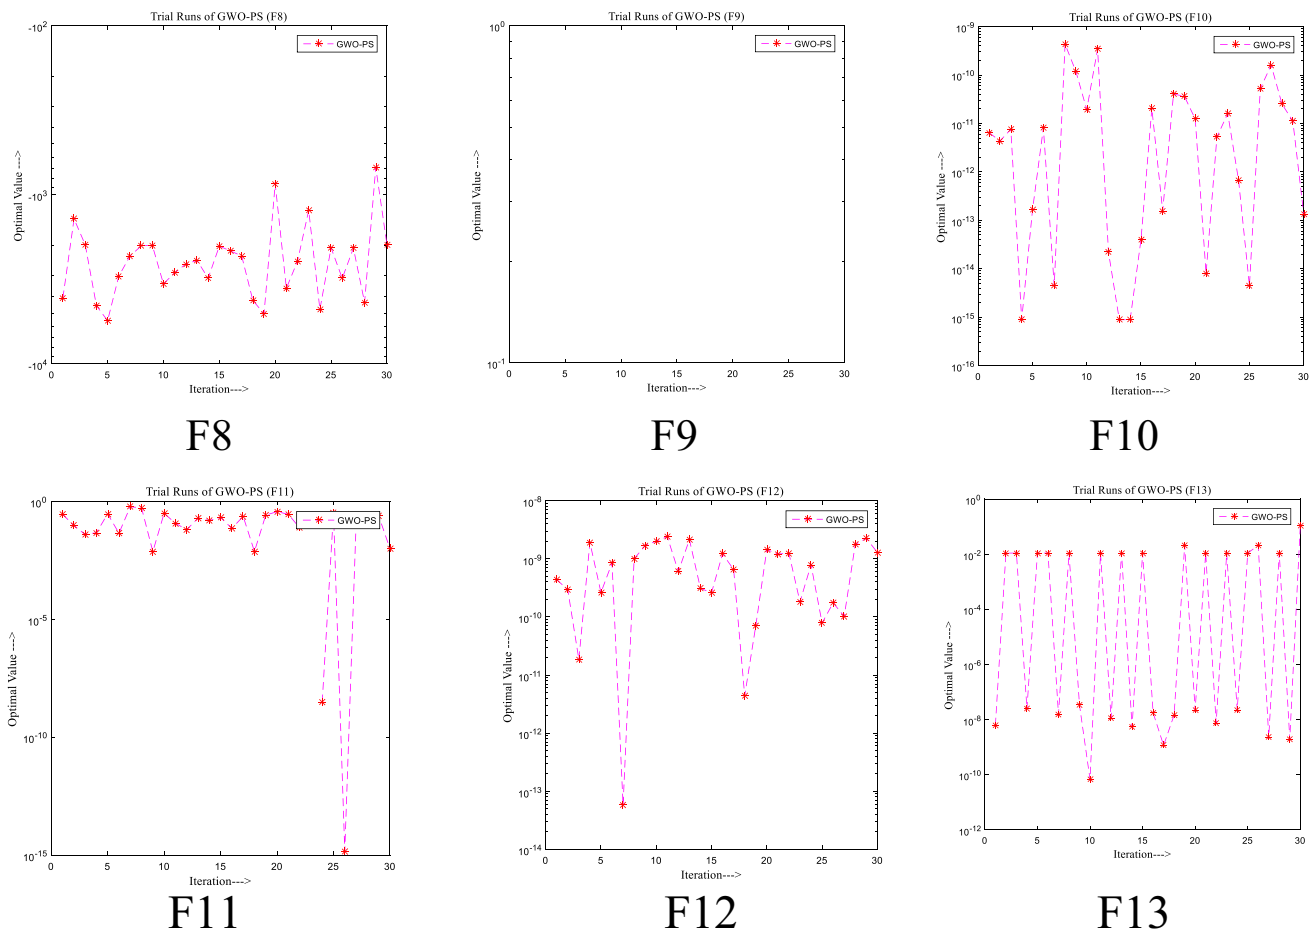 Trial Runs of GWO-PS (F8)
GWO-PS
Optimal Value --->
-10^2
-10^3
-10^4
0 5 10 15 20 25 30
Iteration--->
F8
Trial Runs of GWO-PS (F9)
GWO-PS
Optimal Value --->
10^0
10^-1
0 5 10 15 20 25 30
Iteration--->
F9
Trial Runs of GWO-PS (F10)
GWO-PS
Optimal Value --->
10^-9
10^-10
10^-11
10^-12
10^-13
10^-14
10^-15
10^-16
0 5 10 15 20 25 30
Iteration--->
F10
Trial Runs of GWO-PS (F11)
GWO-PS
Optimal Value --->
10^0
10^-5
10^-10
10^-15
0 5 10 15 20 25 30
Iteration--->
F11
Trial Runs of GWO-PS (F12)
GWO-PS
Optimal Value --->
10^-8
10^-9
10^-10
10^-11
10^-12
10^-13
10^-14
0 5 10 15 20 25 30
Iteration--->
F12
Trial Runs of GWO-PS (F13)
GWO-PS
Optimal Value --->
10^0
10^-2
10^-4
10^-6
10^-8
10^-10
10^-12
0 5 10 15 20 25 30
Iteration--->
F13